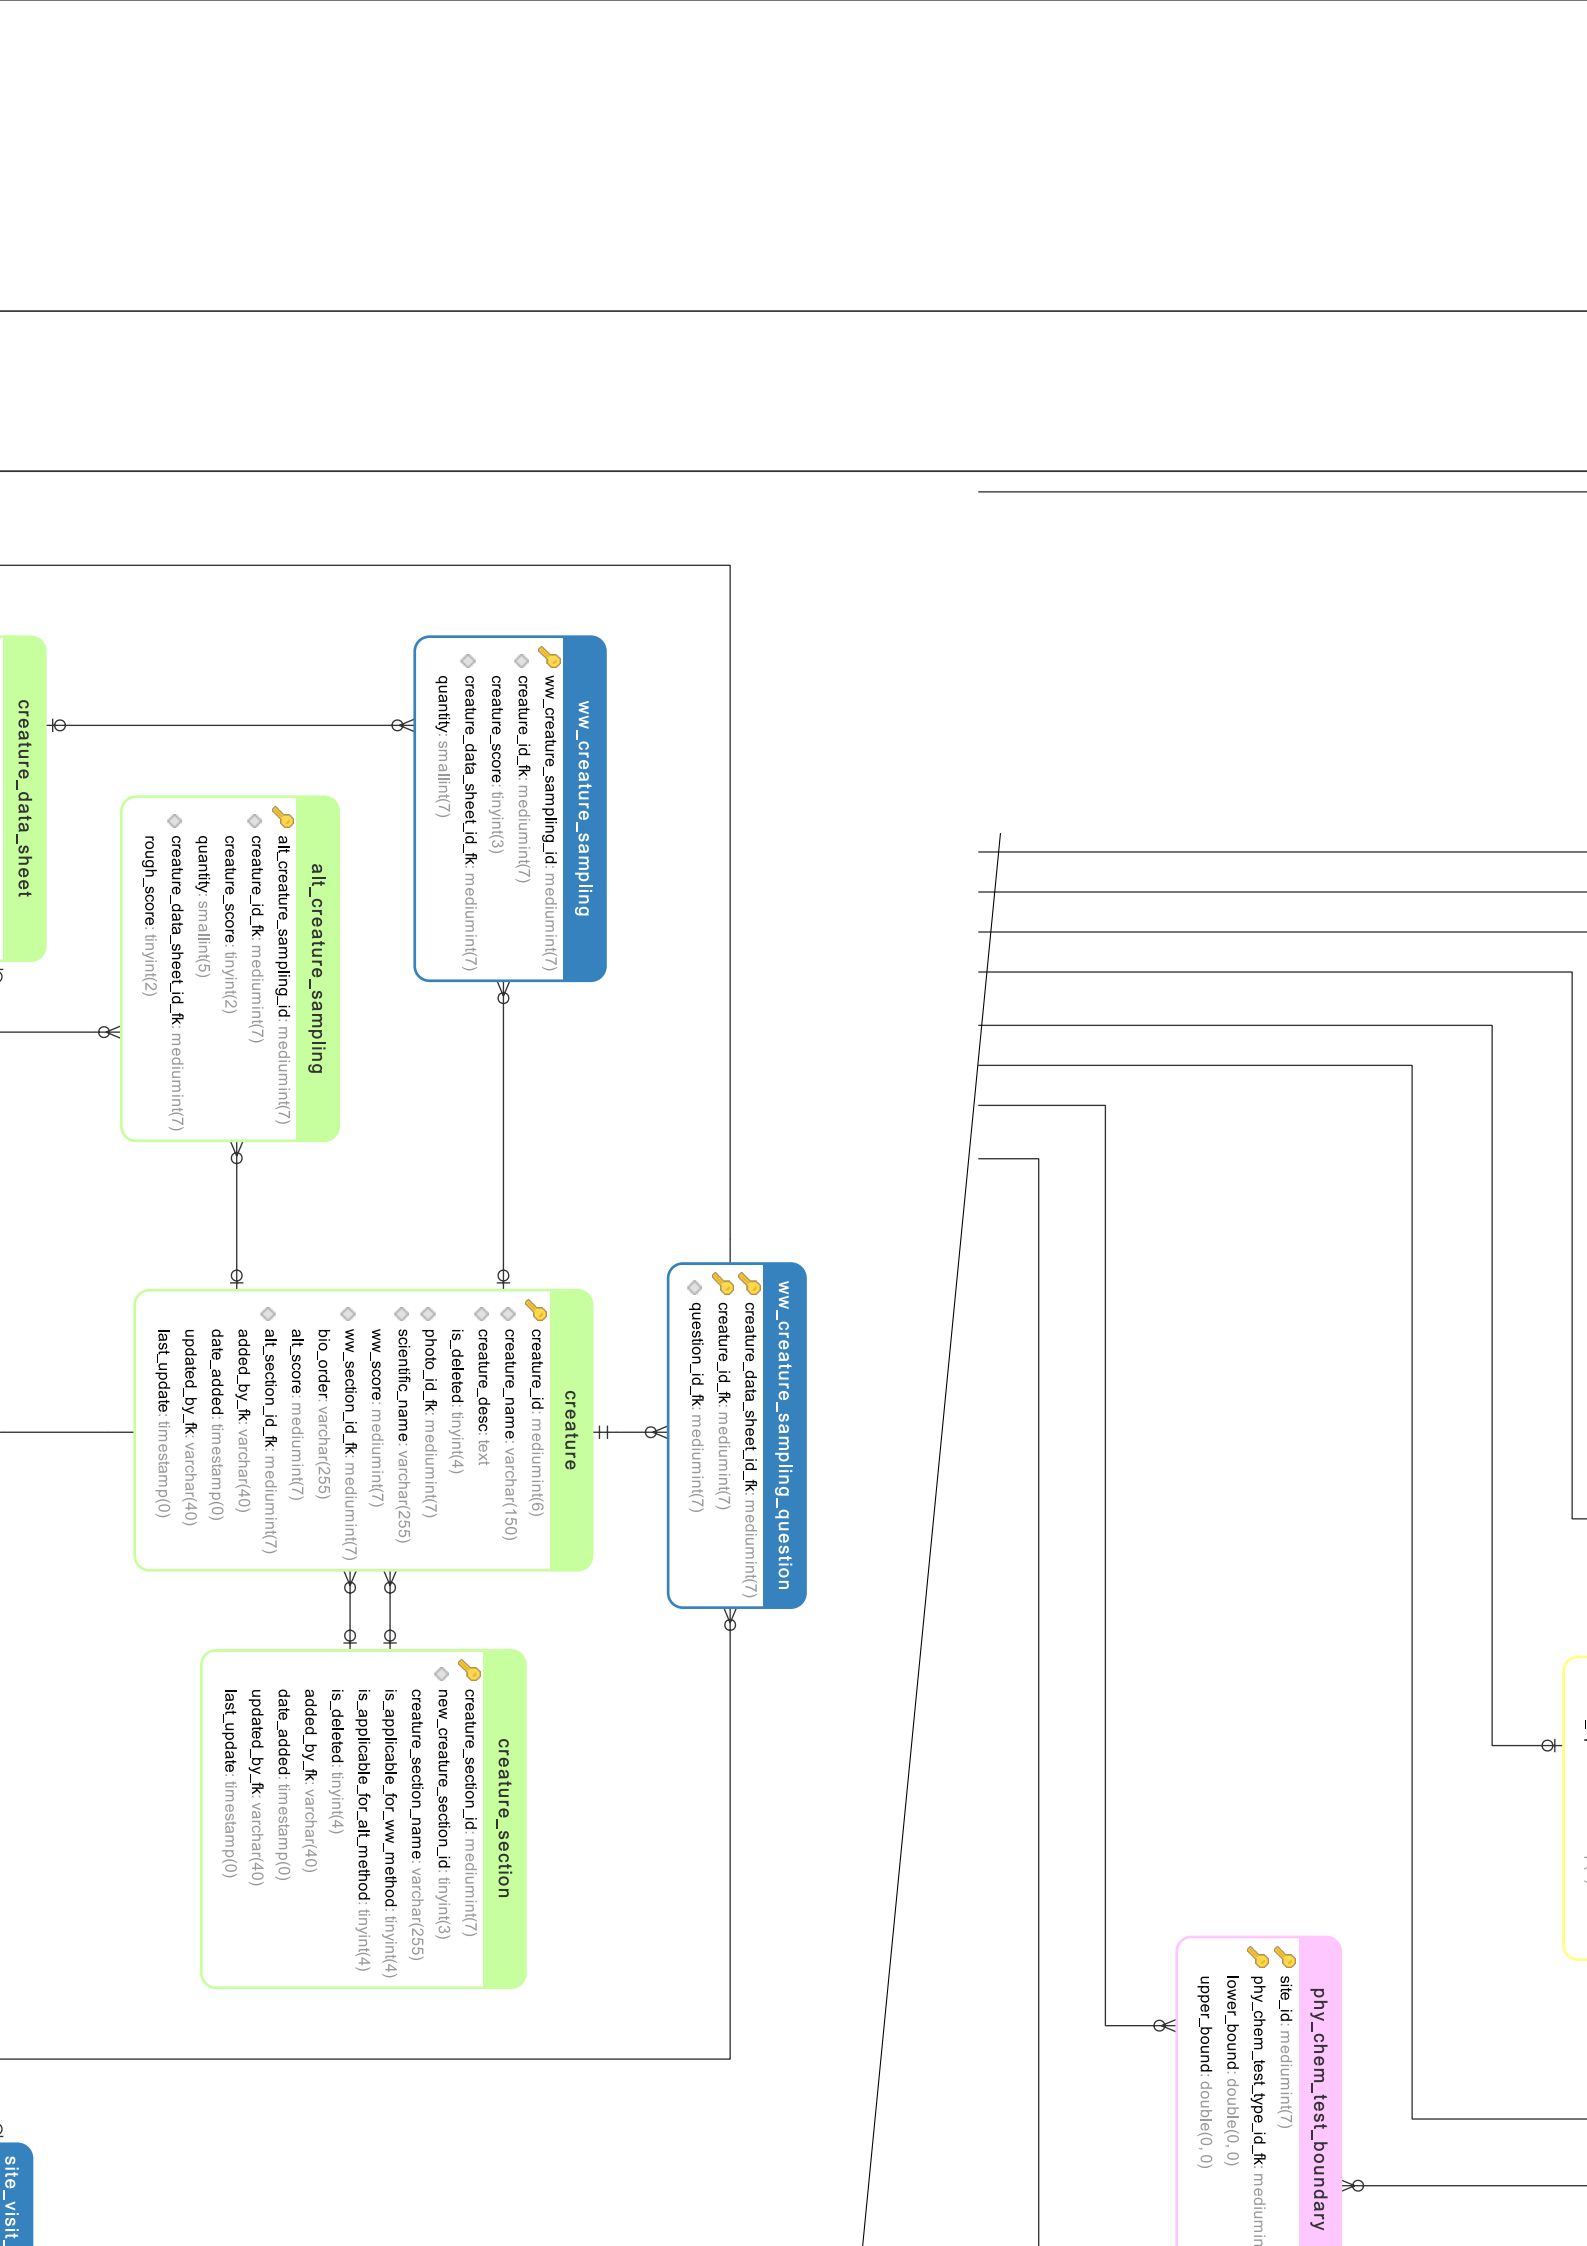 ww_creature_sampling
ww_creature_sampling_id: mediumint(7)
creature_id_fk: mediumint(7)
creature_score: tinyint(3)
creature_data_sheet_id_fk: mediumint(7)
quantity: smallint(7)
creature_data_sheet
alt_creature_sampling
alt_creature_sampling_id: mediumint(7)
creature_id_fk: mediumint(7)
creature_score: tinyint(2)
quantity: smallint(5)
creature_data_sheet_id_fk: mediumint(7)
rough_score: tinyint(2)
ww_creature_sampling_question
creature_data_sheet_id_fk: mediumint(7)
creature_id_fk: mediumint(7)
question_id_fk: mediumint(7)
creature
creature_id: mediumint(6)
creature_name: varchar(150)
creature_desc: text
is_deleted: tinyint(4)
photo_id_fk: mediumint(7)
scientific_name: varchar(255)
ww_score: mediumint(7)
ww_section_id_fk: mediumint(7)
bio_order: varchar(255)
alt_score: mediumint(7)
alt_section_id_fk: mediumint(7)
added_by_fk: varchar(40)
date_added: timestamp(0)
updated_by_fk: varchar(40)
last_update: timestamp(0)
creature_section
creature_section_id: mediumint(7)
new_creature_section_id: tinyint(3)
creature_section_name: varchar(255)
is_applicable_for_ww_method: tinyint(4)
is_applicable_for_alt_method: tinyint(4)
is_deleted: tinyint(4)
added_by_fk: varchar(40)
date_added: timestamp(0)
updated_by_fk: varchar(40)
last_update: timestamp(0)
phy_chem_test_boundary
site_id: mediumint(7)
phy_chem_test_type_id_fk: mediumin
lower_bound: double(0, 0)
upper_bound: double(0, 0)
site_visit_